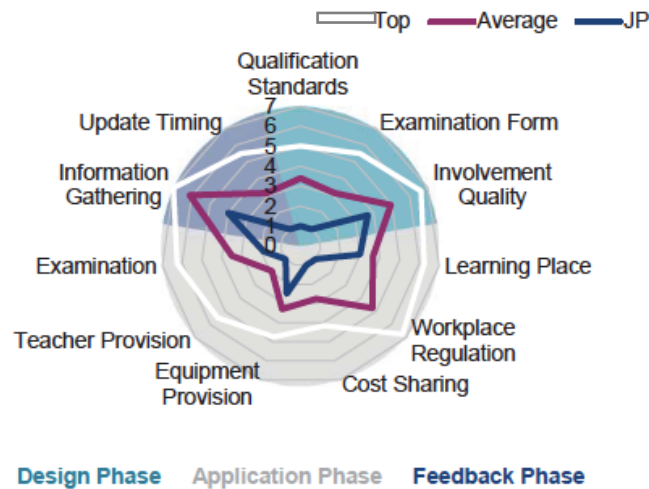 Top Average JP
Qualification
Standards
Update Timing
Examination Form
Information
Gathering
Involvement
Quality
Examination
Learning Place
Teacher Provision
Workplace
Regulation
Equipment
Provision
Cost Sharing
7
6
5
4
3
2
1
0
Design Phase Application Phase Feedback Phase